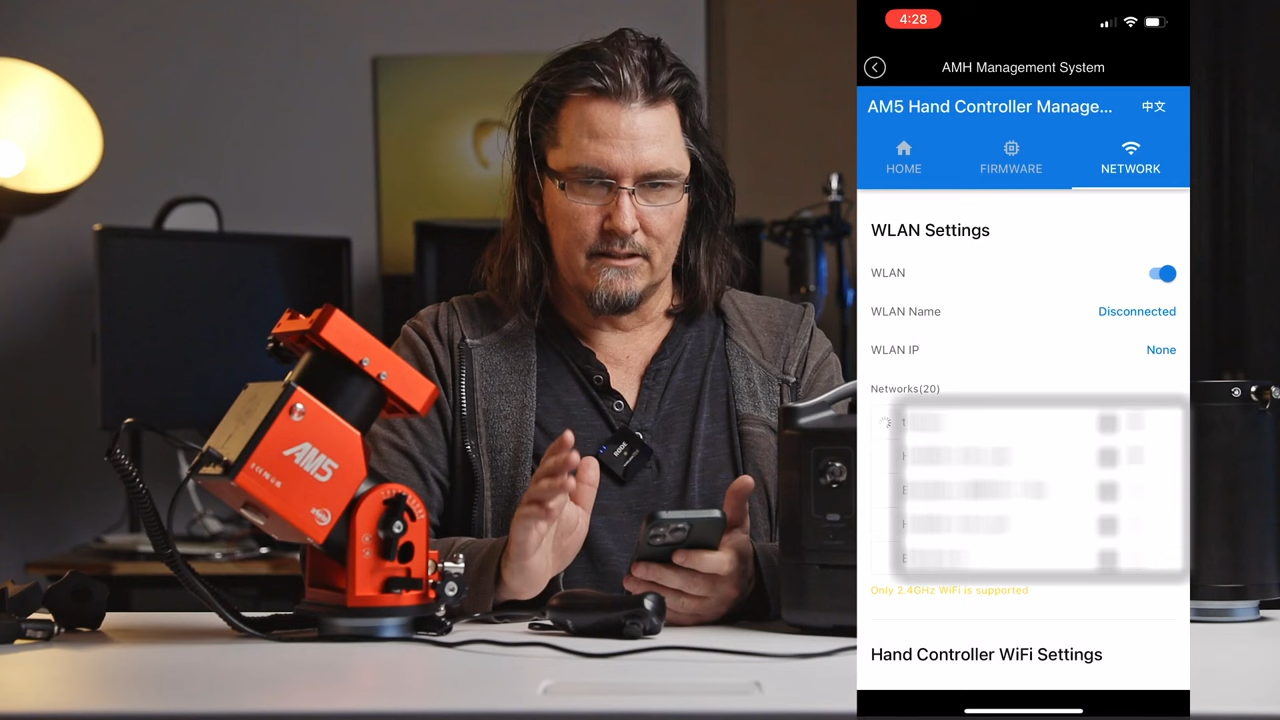 4:28
AMH Management System
AM5 Hand Controller Manage...
中文
HOME
FIRMWARE
NETWORK
WLAN Settings
WLAN
WLAN Name
Disconnected
WLAN IP
None
Networks(20)
Only 2.4GHz WiFi is supported
Hand Controller WiFi Settings
AM5
RODE